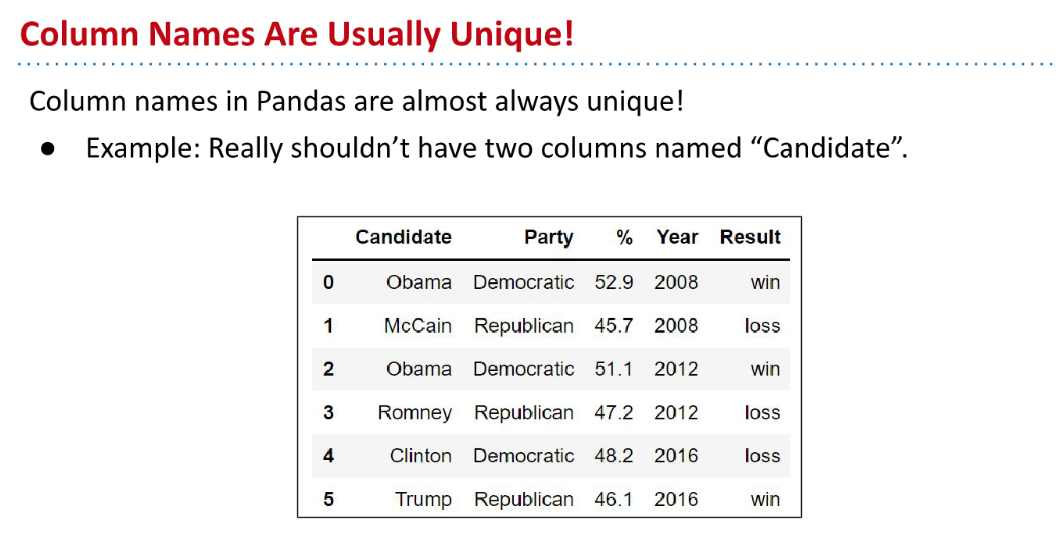 Column Names Are Usually Unique!
Column names in Pandas are almost always unique!
● Example: Really shouldn’t have two columns named “Candidate”.
Candidate Party % Year Result
0 Obama Democratic 52.9 2008 win
1 McCain Republican 45.7 2008 loss
2 Obama Democratic 51.1 2012 win
3 Romney Republican 47.2 2012 loss
4 Clinton Democratic 48.2 2016 loss
5 Trump Republican 46.1 2016 win